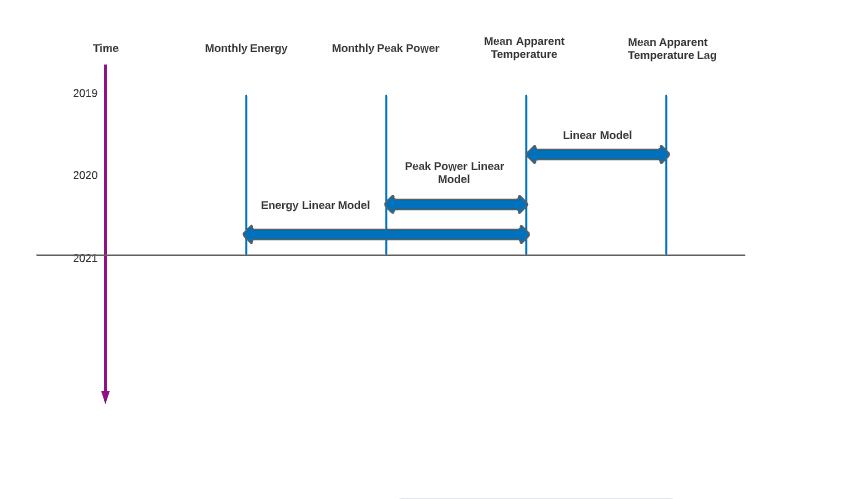 Time
Monthly Energy
Monthly Peak Power
Mean Apparent
Temperature
Mean Apparent
Temperature Lag
2019
Linear Model
Peak Power Linear
Model
2020
Energy Linear Model
2021